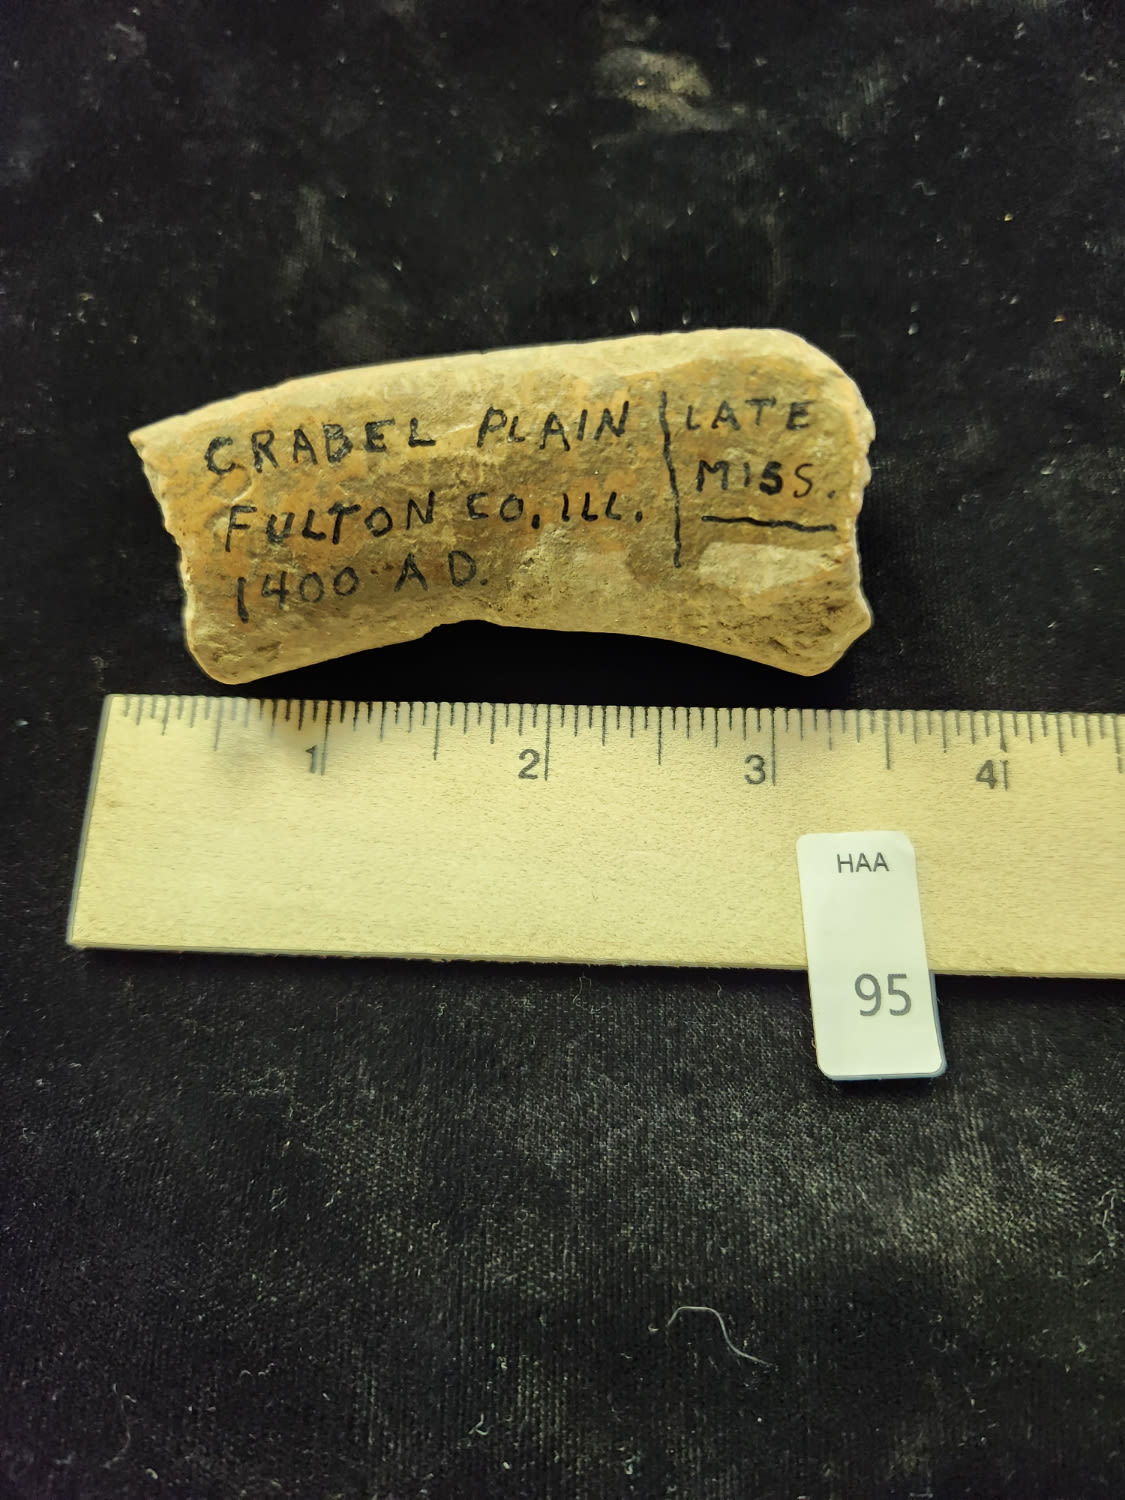 CRABEL PLAIN
FULTON CO. ILL.
1400 A D.
LATE
MISS.
1 2 3 4
HAA
95